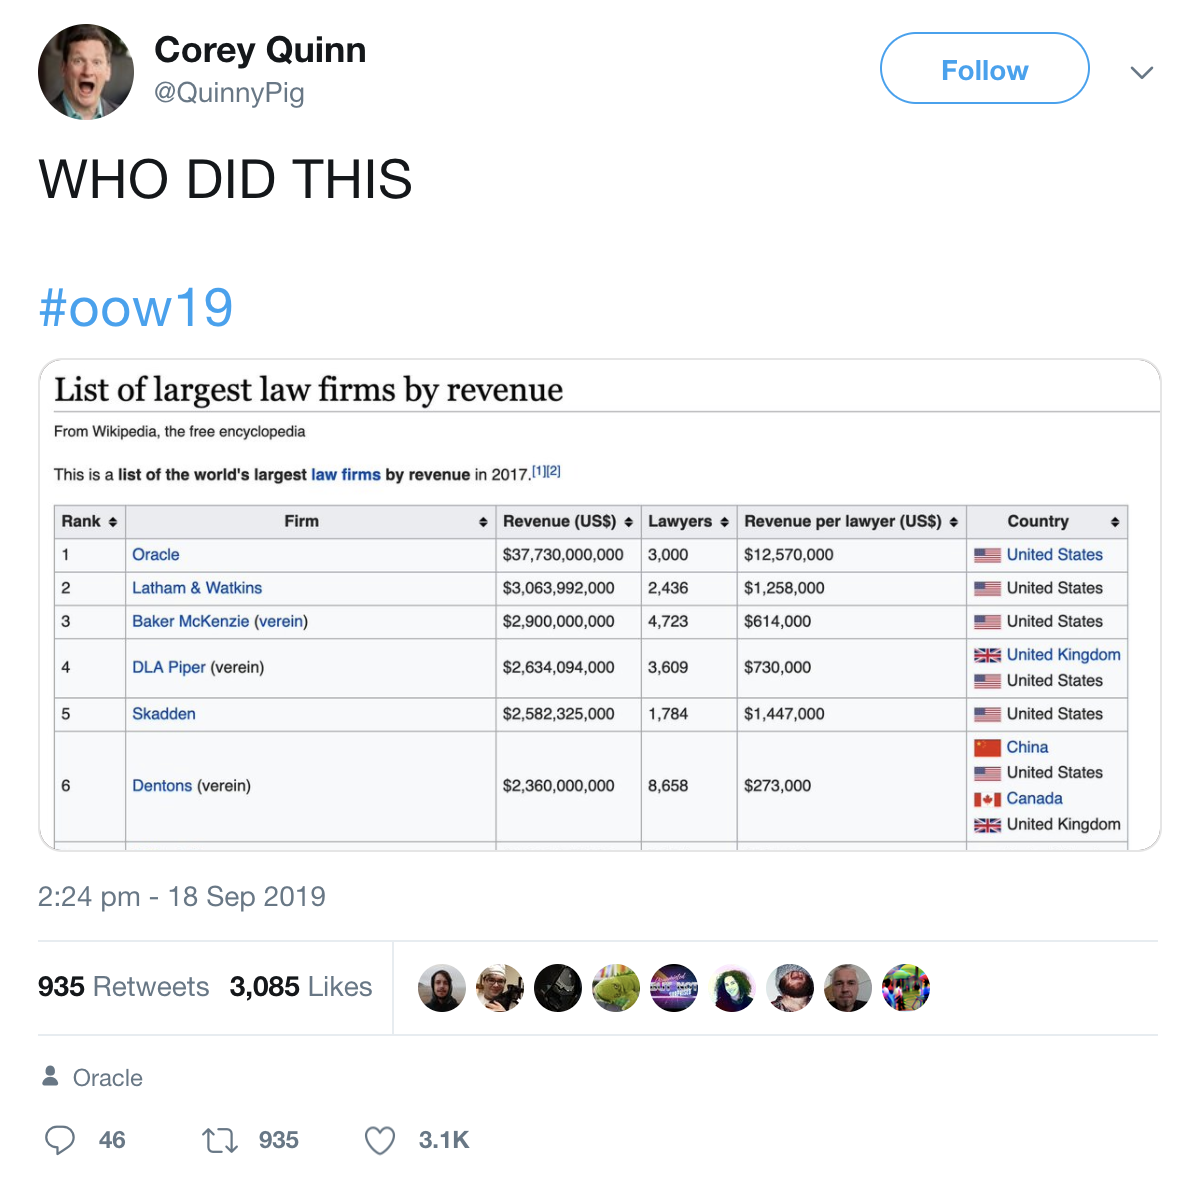 Corey Quinn
@QuinnyPig
Follow
WHO DID THIS
#oow19
List of largest law firms by revenue
From Wikipedia, the free encyclopedia
This is a list of the world's largest law firms by revenue in 2017.[1][2]
Rank Firm Revenue (US$) Lawyers Revenue per lawyer (US$) Country
1 Oracle $37,730,000,000 3,000 $12,570,000 United States
2 Latham & Watkins $3,063,992,000 2,436 $1,258,000 United States
3 Baker McKenzie (verein) $2,900,000,000 4,723 $614,000 United States
4 DLA Piper (verein) $2,634,094,000 3,609 $730,000 United Kingdom
United States
5 Skadden $2,582,325,000 1,784 $1,447,000 United States
6 Dentons (verein) $2,360,000,000 8,658 $273,000 China
United States
Canada
United Kingdom
2:24 pm - 18 Sep 2019
935 Retweets 3,085 Likes
Oracle
46 935 3.1K